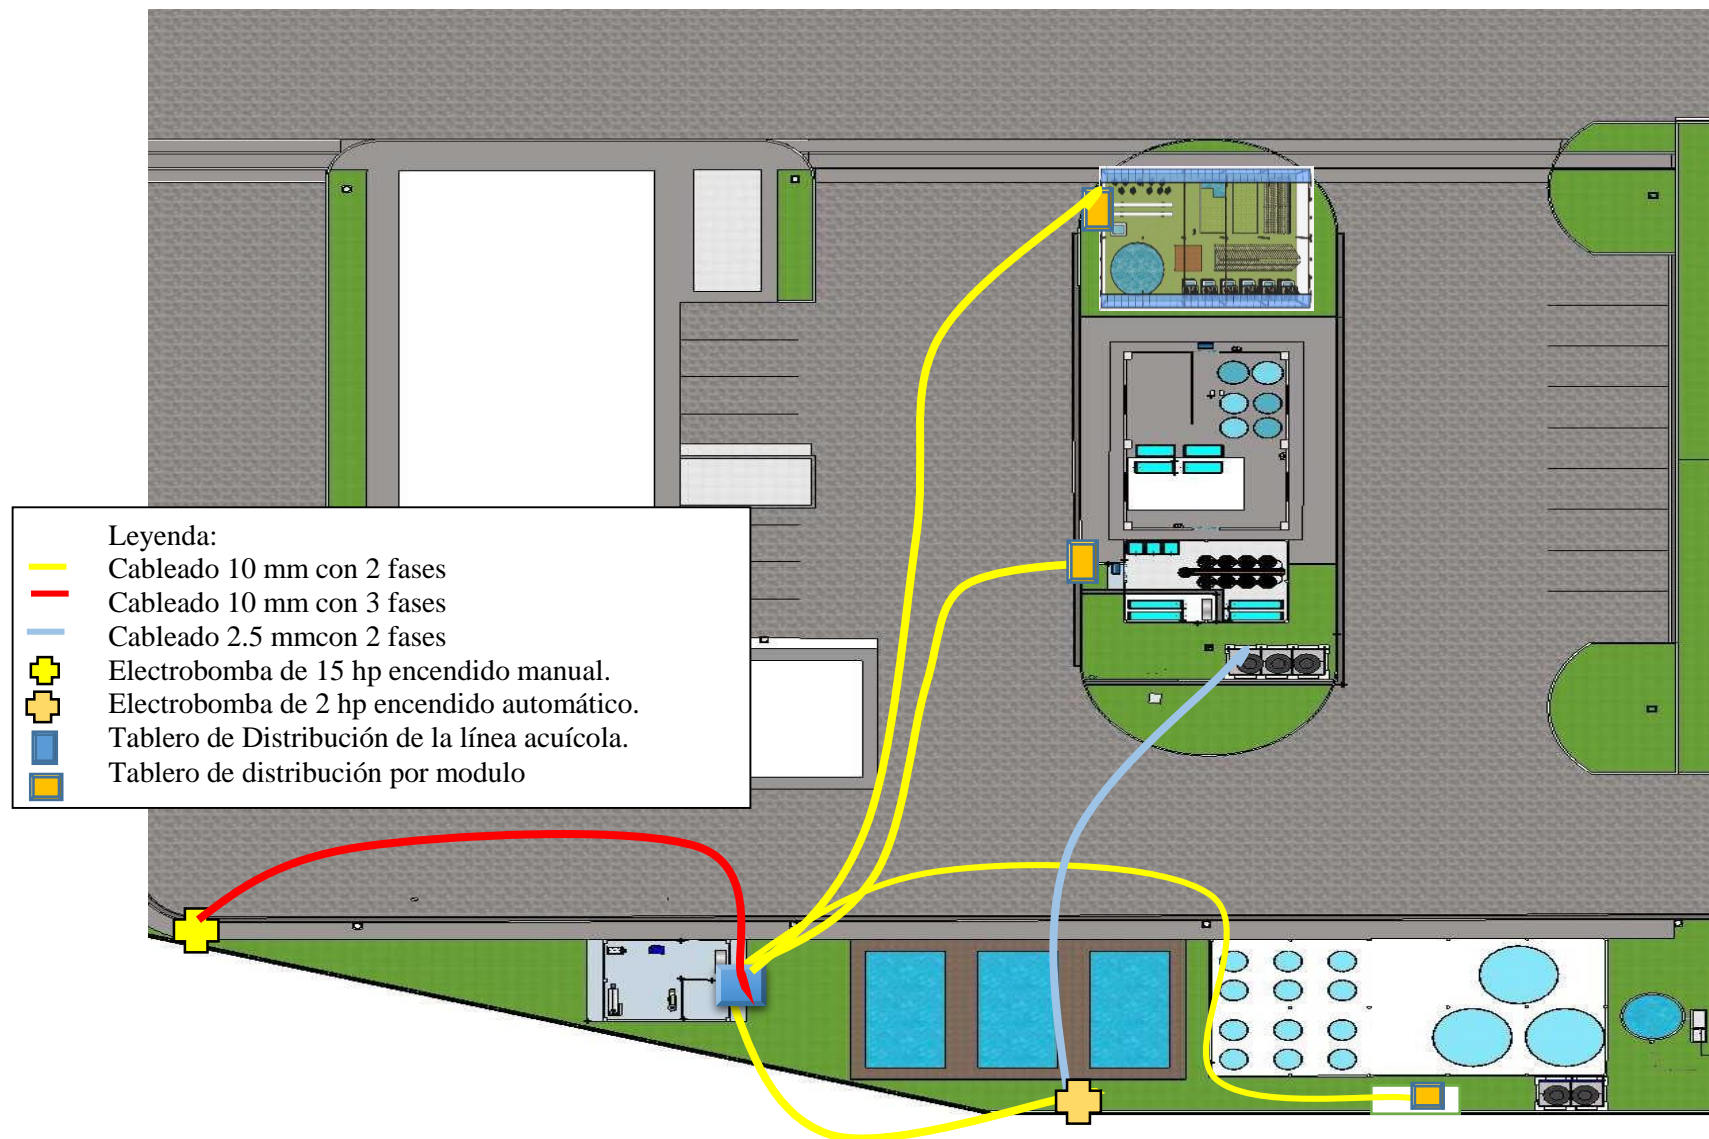 Leyenda:
Cableado 10 mm con 2 fases
Cableado 10 mm con 3 fases
Cableado 2.5 mmcon 2 fases
Electrobomba de 15 hp encendido manual.
Electrobomba de 2 hp encendido automático.
Tablero de Distribución de la línea acuícola.
Tablero de distribución por modulo